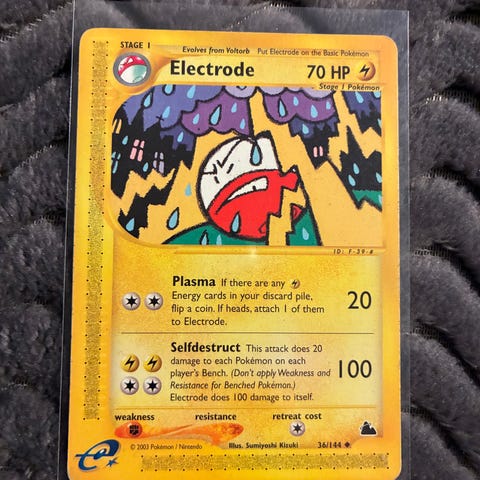 STAGE 1
Evolves from Voltorb Put Electrode on the Basic Pokémon
Electrode 70 HP
Stage 1 Pokémon
ID: F-39-#
Plasma If there are any
Energy cards in your discard pile,
flip a coin. If heads, attach 1 of them
to Electrode.
20
Selfdestruct This attack does 20
damage to each Pokémon on each
player's Bench. (Don't apply Weakness and
Resistance for Benched Pokémon.)
Electrode does 100 damage to itself.
100
weakness resistance retreat cost
© 2003 Pokémon / Nintendo Illus. Sumiyoshi Kizuki 36/144
e